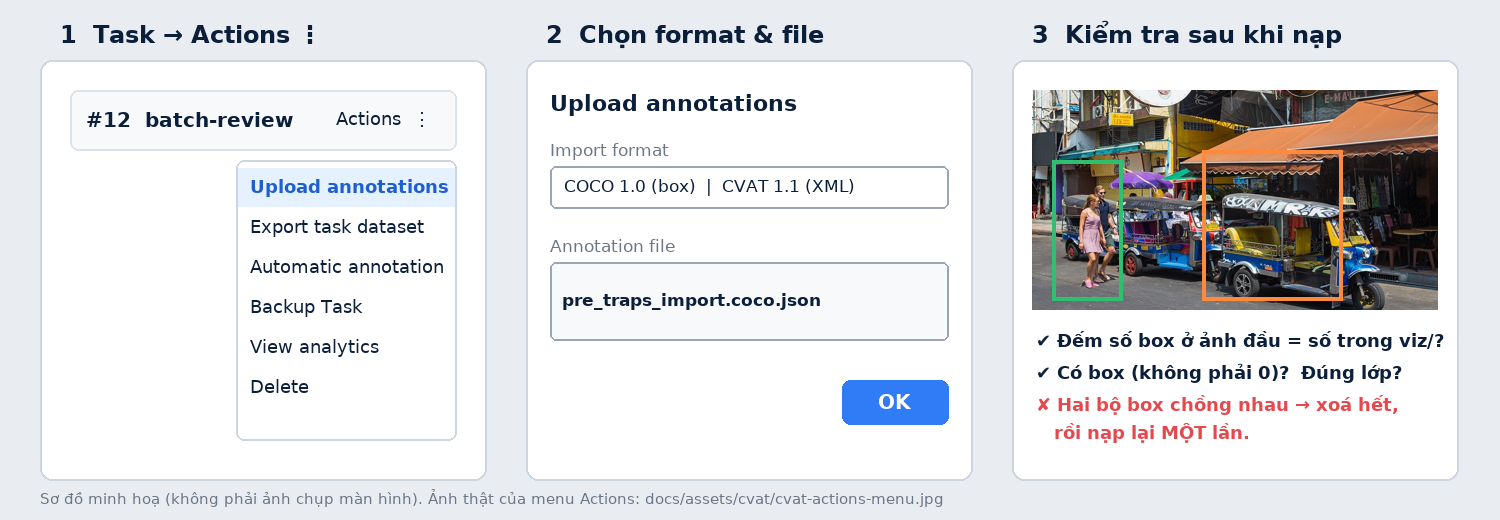 1 Task → Actions ⋮
#12 batch-review Actions ⋮
Upload annotations
Export task dataset
Automatic annotation
Backup Task
View analytics
Delete
2 Chọn format & file
Upload annotations
Import format
COCO 1.0 (box) | CVAT 1.1 (XML)
Annotation file
pre_traps_import.coco.json
OK
3 Kiểm tra sau khi nạp
✔ Đếm số box ở ảnh đầu = số trong viz/?
✔ Có box (không phải 0)? Đúng lớp?
✘ Hai bộ box chồng nhau → xoá hết,
rồi nạp lại MỘT lần.
Sơ đồ minh hoạ (không phải ảnh chụp màn hình). Ảnh thật của menu Actions: docs/assets/cvat/cvat-actions-menu.jpg